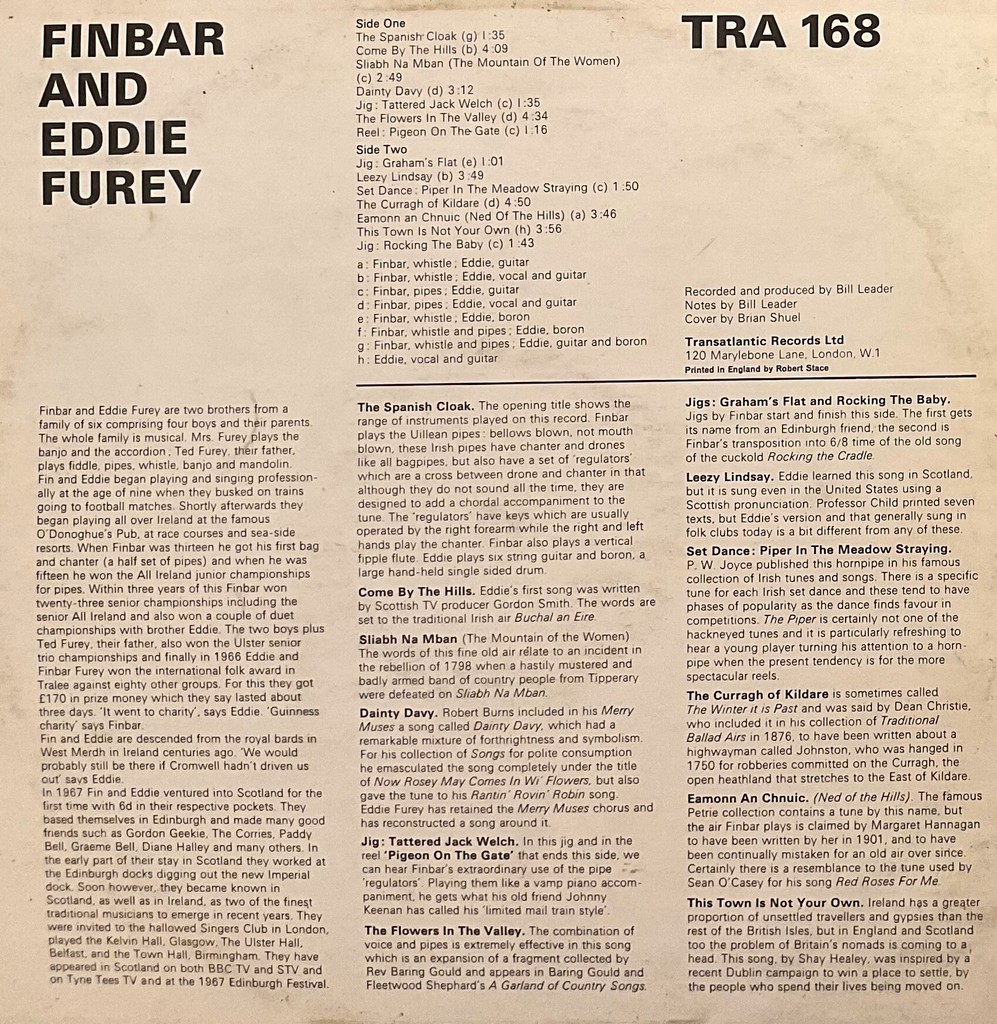 FINBAR
AND
EDDIE
FUREY
Side One
The Spanish Cloak (g) 1:35
Come By The Hills (b) 4:09
Sliabh Na Mban (The Mountain Of The Women)
(c) 2:49
Dainty Davy (d) 3:12
Jig: Tattered Jack Welch (c) 1:35
The Flowers In The Valley (d) 4:34
Reel: Pigeon On The Gate (c) 1:16
Side Two
Jig: Graham's Flat (e) 1:01
Leezy Lindsay (b) 3:49
Set Dance: Piper In The Meadow Straying (c) 1:50
The Curragh of Kildare (d) 4:50
Eamonn an Chnuic (Ned Of The Hills) (a) 3:46
This Town Is Not Your Own (h) 3:56
Jig: Rocking The Baby (c) 1:43
a: Finbar, whistle; Eddie, guitar
b: Finbar, whistle; Eddie, vocal and guitar
c: Finbar, pipes; Eddie, guitar
d: Finbar, pipes; Eddie, vocal and guitar
e: Finbar, whistle; Eddie, boron
f: Finbar, whistle and pipes; Eddie, boron
g: Finbar, whistle and pipes; Eddie, guitar and boron
h: Eddie, vocal and guitar
TRA 168
Recorded and produced by Bill Leader
Notes by Bill Leader
Cover by Brian Shuel
Transatlantic Records Ltd
120 Marylebone Lane, London, W.1
Printed in England by Robert Stace
Finbar and Eddie Furey are two brothers from a
family of six comprising four boys and their parents.
The whole family is musical. Mrs. Furey plays the
banjo and the accordion; Ted Furey, their father,
plays fiddle, pipes, whistle, banjo and mandolin.
Fin and Eddie began playing and singing profession-
ally at the age of nine when they busked on trains
going to football matches. Shortly afterwards they
began playing all over Ireland at the famous
O'Donoghue's Pub, at race courses and sea-side
resorts. When Finbar was thirteen he got his first bag
and chanter (a half set of pipes) and when he was
fifteen he won the All Ireland junior championships
for pipes. Within three years of this Finbar won
twenty-three senior championships including the
senior All Ireland and also won a couple of duet
championships with brother Eddie. The two boys plus
Ted Furey, their father, also won the Ulster senior
trio championships and finally in 1966 Eddie and
Finbar Furey won the international folk award in
Tralee against eighty other groups. For this they got
£170 in prize money which they say lasted about
three days. 'It went to charity', says Eddie. 'Guinness
charity' says Finbar.
Fin and Eddie are descended from the royal bards in
West Merdh in Ireland centuries ago, 'We would
probably still be there if Cromwell hadn't driven us
out' says Eddie.
In 1967 Fin and Eddie ventured into Scotland for the
first time with 6d in their respective pockets. They
based themselves in Edinburgh and made many good
friends such as Gordon Geekie, The Corries, Paddy
Bell, Graeme Bell, Diane Halley and many others. In
the early part of their stay in Scotland they worked at
the Edinburgh docks digging out the new Imperial
dock. Soon however, they became known in
Scotland, as well as in Ireland, as two of the finest
traditional musicians to emerge in recent years. They
were invited to the hallowed Singers Club in London,
played the Kelvin Hall, Glasgow, The Ulster Hall,
Belfast, and the Town Hall, Birmingham. They have
appeared in Scotland on both BBC TV and STV and
on Tyne Tees TV and at the 1967 Edinburgh Festival.
The Spanish Cloak. The opening title shows the
range of instruments played on this record. Finbar
plays the Uillean pipes: bellows blown, not mouth
blown, these Irish pipes have chanter and drones
like all bagpipes, but also have a set of 'regulators'
which are a cross between drone and chanter in that
although they do not sound all the time, they are
designed to add a chordal accompaniment to the
tune. The 'regulators' have keys which are usually
operated by the right forearm while the right and left
hands play the chanter. Finbar also plays a vertical
fipple flute. Eddie plays six string guitar and boron, a
large hand-held single sided drum.
Come By The Hills. Eddie's first song was written
by Scottish TV producer Gordon Smith. The words are
set to the traditional Irish air Buchal an Eire.
Sliabh Na Mban (The Mountain of the Women)
The words of this fine old air relate to an incident in
the rebellion of 1798 when a hastily mustered and
badly armed band of country people from Tipperary
were defeated on Sliabh Na Mban.
Dainty Davy. Robert Burns included in his Merry
Muses a song called Dainty Davy, which had a
remarkable mixture of forthrightness and symbolism.
For his collection of Songs for polite consumption
he emasculated the song completely under the title
of Now Rosey May Comes In Wi' Flowers, but also
gave the tune to his Rantin' Rovin' Robin song.
Eddie Furey has retained the Merry Muses chorus and
has reconstructed a song around it.
Jig: Tattered Jack Welch. In this jig and in the
reel 'Pigeon On The Gate' that ends this side, we
can hear Finbar's extraordinary use of the pipe
'regulators'. Playing them like a vamp piano accom-
paniment, he gets what his old friend Johnny
Keenan has called his 'limited mail train style'.
The Flowers In The Valley. The combination of
voice and pipes is extremely effective in this song
which is an expansion of a fragment collected by
Rev Baring Gould and appears in Baring Gould and
Fleetwood Shephard's A Garland of Country Songs.
Jigs: Graham's Flat and Rocking The Baby.
Jigs by Finbar start and finish this side. The first gets
its name from an Edinburgh friend, the second is
Finbar's transposition into 6/8 time of the old song
of the cuckold Rocking the Cradle.
Leezy Lindsay. Eddie learned this song in Scotland,
but it is sung even in the United States using a
Scottish pronunciation. Professor Child printed seven
texts, but Eddie's version and that generally sung in
folk clubs today is a bit different from any of these.
Set Dance: Piper In The Meadow Straying.
P. W. Joyce published this hornpipe in his famous
collection of Irish tunes and songs. There is a specific
tune for each Irish set dance and these tend to have
phases of popularity as the dance finds favour in
competitions. The Piper is certainly not one of the
hackneyed tunes and it is particularly refreshing to
hear a young player turning his attention to a horn-
pipe when the present tendency is for the more
spectacular reels.
The Curragh of Kildare is sometimes called
The Winter it is Past and was said by Dean Christie,
who included it in his collection of Traditional
Ballad Airs in 1876, to have been written about a
highwayman called Johnston, who was hanged in
1750 for robberies committed on the Curragh, the
open heathland that stretches to the East of Kildare.
Eamonn An Chnuic. (Ned of the Hills). The famous
Petrie collection contains a tune by this name, but
the air Finbar plays is claimed by Margaret Hannagan
to have been written by her in 1901, and to have
been continually mistaken for an old air over since.
Certainly there is a resemblance to the tune used by
Sean O'Casey for his song Red Roses For Me.
This Town Is Not Your Own. Ireland has a greater
proportion of unsettled travellers and gypsies than the
rest of the British Isles, but in England and Scotland
too the problem of Britain's nomads is coming to a
head. This song, by Shay Healey, was inspired by a
recent Dublin campaign to win a place to settle, by
the people who spend their lives being moved on.